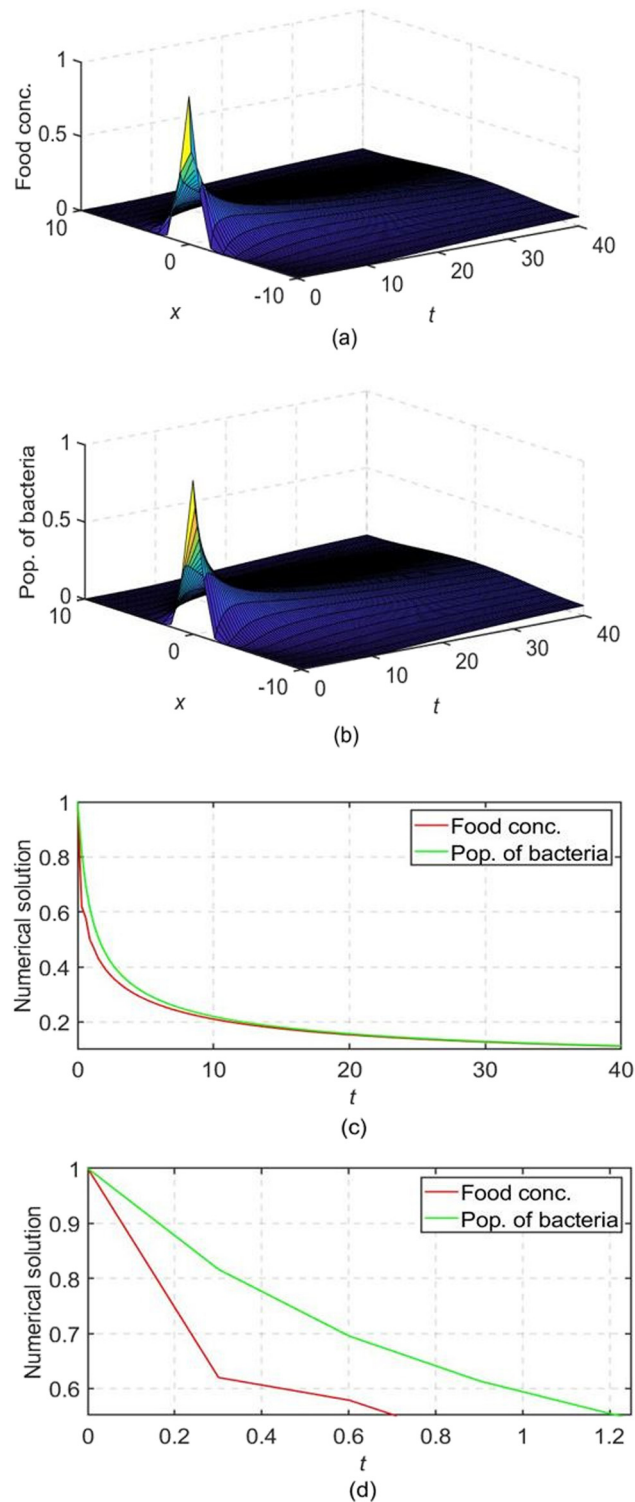 1
Food conc.
0.5
0
10
0
-10
x
0
10
20
30
40
t
(a)
1
Pop. of bacteria
0.5
0
10
0
-10
x
0
10
20
30
40
t
(b)
1
0.8
0.6
0.4
0.2
Numerical solution
Food conc.
Pop. of bacteria
0
10
20
30
40
t
(c)
1
0.9
0.8
0.7
0.6
Numerical solution
Food conc.
Pop. of bacteria
0
0.2
0.4
0.6
0.8
1
1.2
t
(d)